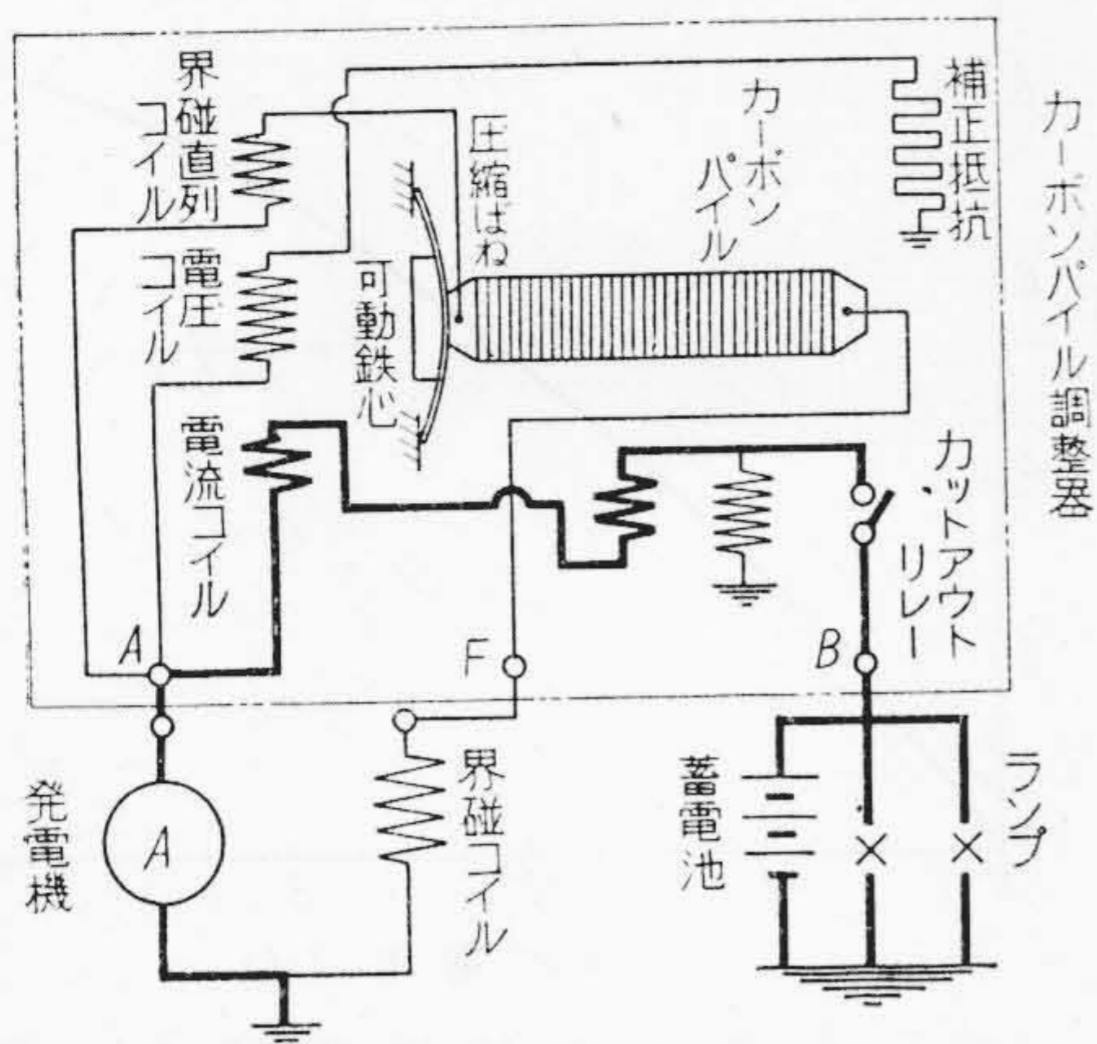 カーボンパイル調整器
補正抵抗
カーボン
パイル
圧縮ばね
可動鉄心
界磁直列
コイル
電圧
コイル
電流コイル
カットアウト
リレー
A
F
B
発電機
A
界磁コイル
蓄電池
ランプ